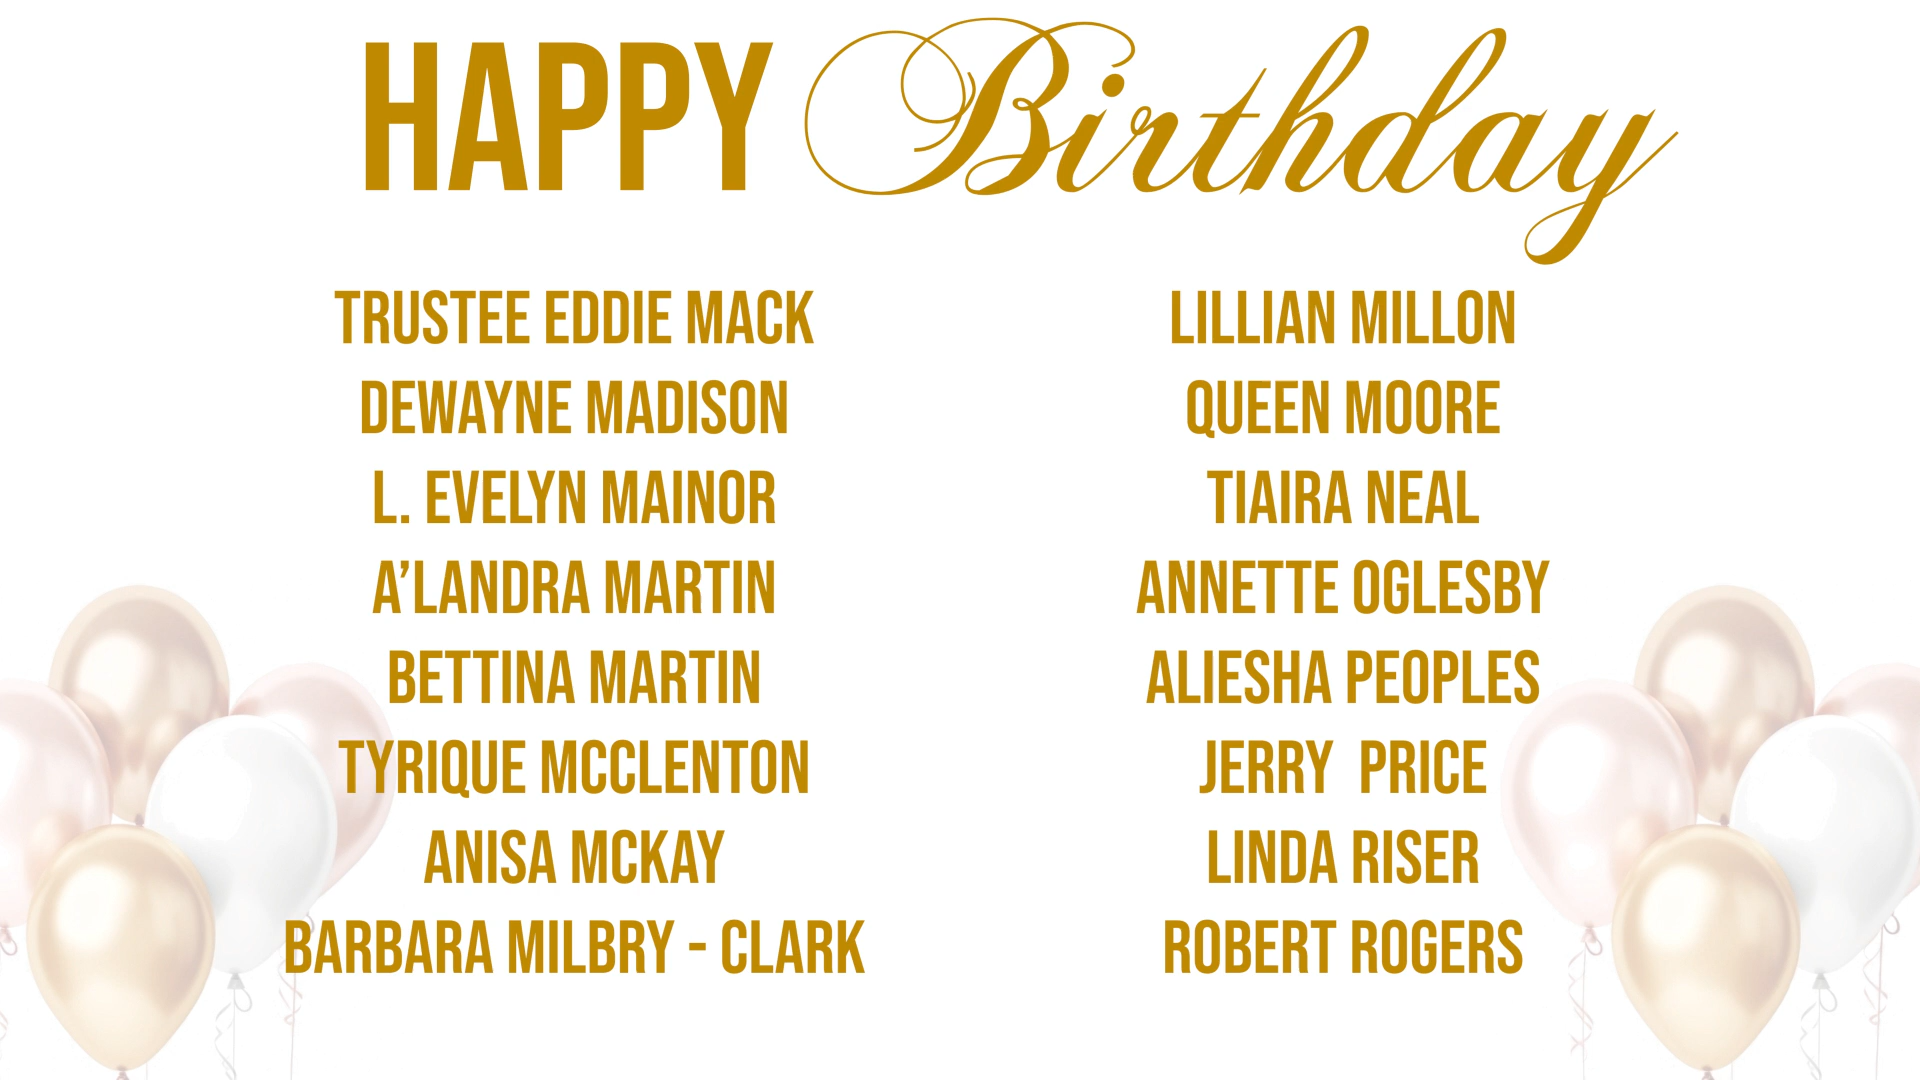 HAPPY Birthday
TRUSTEE EDDIE MACK
DEWAYNE MADISON
L. EVELYN MAINOR
A’LANDRA MARTIN
BETTINA MARTIN
TYRIQUE MCCLENTON
ANISA MCKAY
BARBARA MILBRY - CLARK
LILLIAN MILLON
QUEEN MOORE
TIAIRA NEAL
ANNETTE OGLESBY
ALIESHA PEOPLES
JERRY  PRICE
LINDA RISER
ROBERT ROGERS